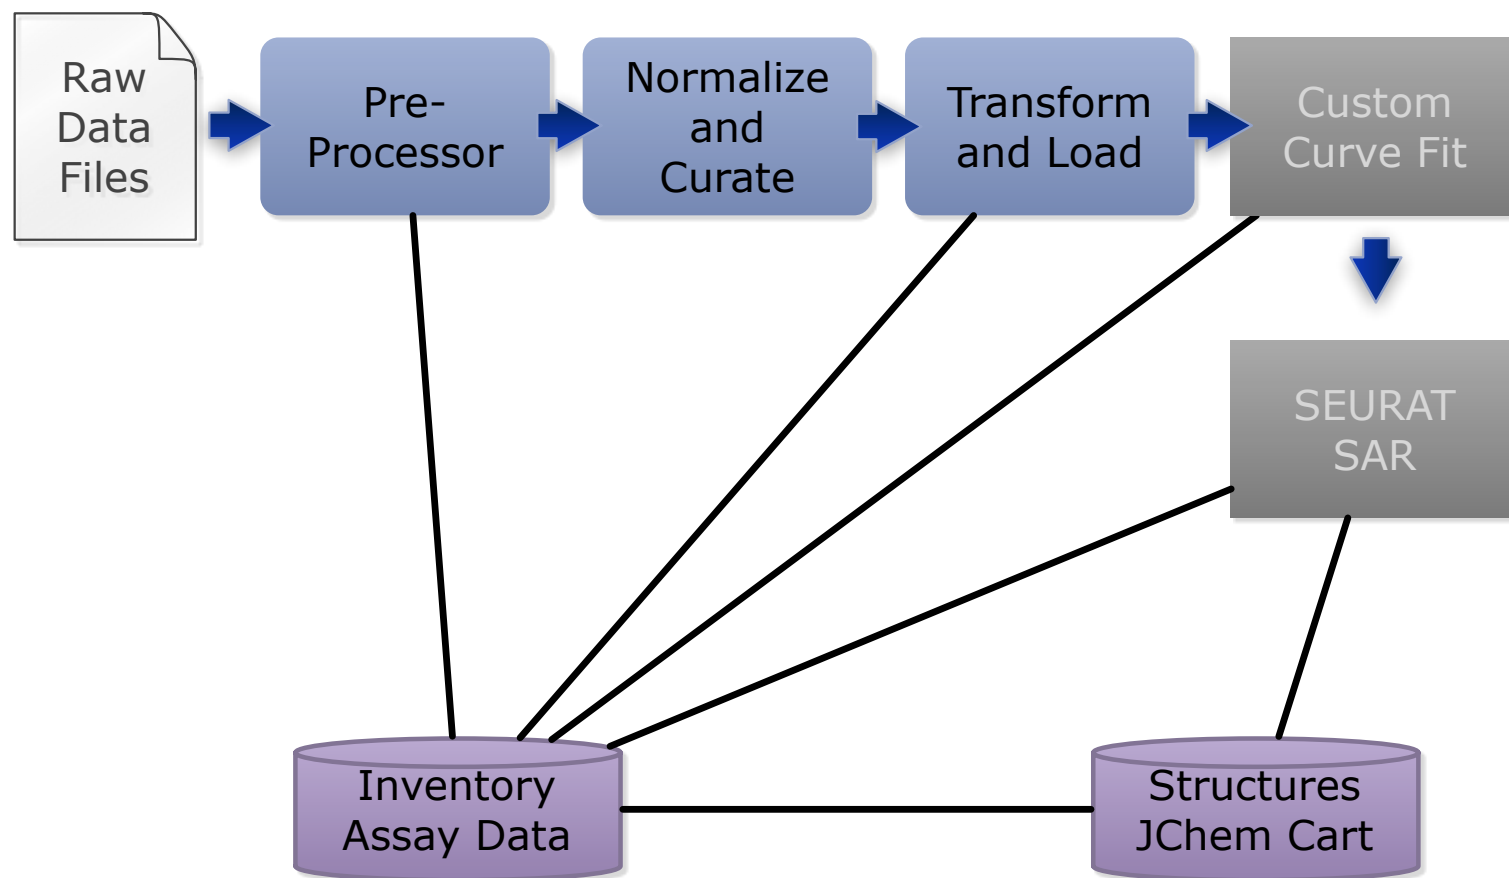 Raw
Data
Files
Pre-
Processor
Normalize
and
Curate
Transform
and Load
Custom
Curve Fit
SEURAT
SAR
Inventory
Assay Data
Structures
JChem Cart